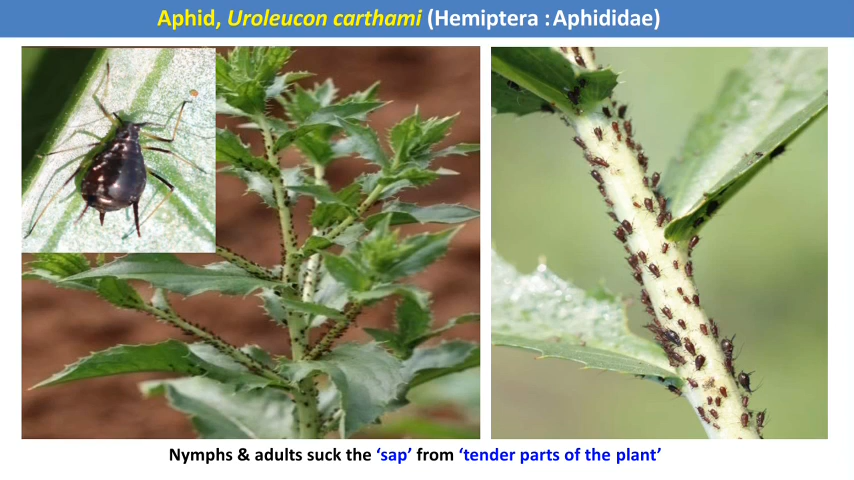 Aphid, Uroleucon carthami (Hemiptera : Aphididae)
Nymphs & adults suck the ‘sap’ from ‘tender parts of the plant’